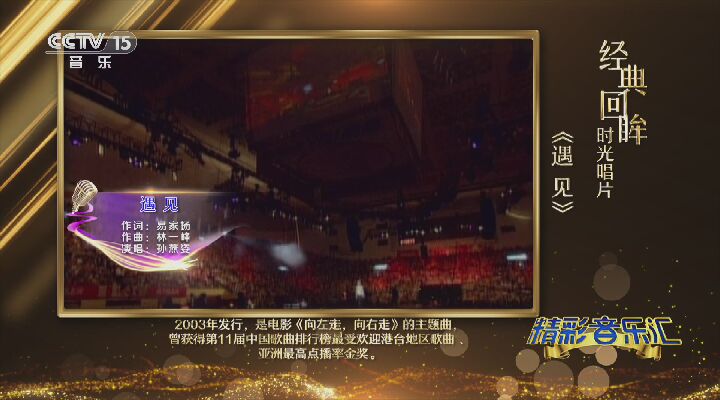 CCTV 15
音乐
经典回眸
时光唱片
《遇见》
遇见
作词：易家扬
作曲：林一峰
演唱：孙燕姿
2003年发行，是电影《向左走，向右走》的主题曲，
曾获得第11届中国歌曲排行榜最受欢迎港台地区歌曲、
亚洲最高点播率金奖。
精彩音乐汇